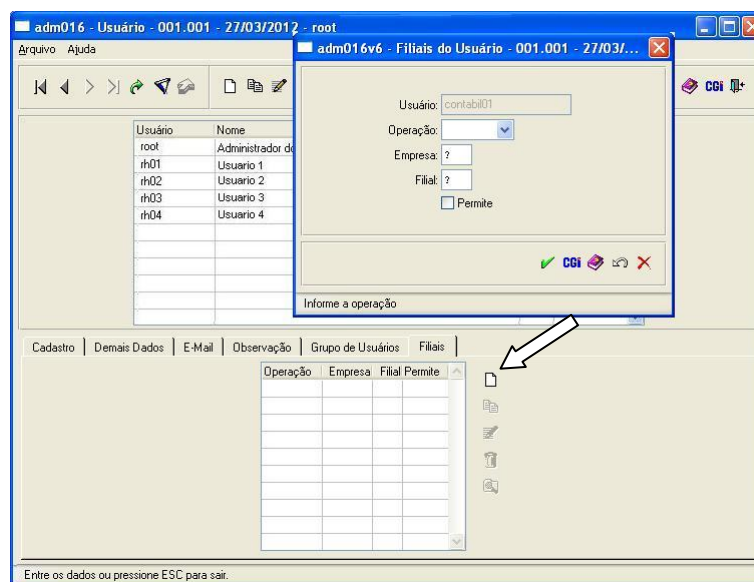 adm016 - Usuário - 001.001 - 27/03/2012 - root
Arquivo Ajuda
CGi
Usuário Nome
root Administrador do
rh01 Usuario 1
rh02 Usuario 2
rh03 Usuario 3
rh04 Usuario 4
adm016v6 - Filiais do Usuário - 001.001 - 27/03/...
Usuário: contabil01
Operação:
Empresa: ?
Filial: ?
Permite
CGi
Informe a operação
Cadastro Demais Dados E-Mail Observação Grupo de Usuários Filiais
Operação Empresa Filial Permite
Entre os dados ou pressione ESC para sair.